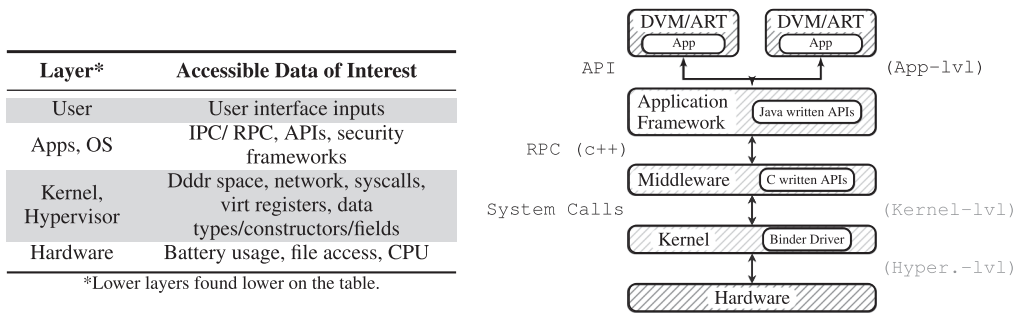 Layer* Accessible Data of Interest
User User interface inputs
Apps, OS IPC/ RPC, APIs, security
frameworks
Kernel,
Hypervisor
Dddr space, network, syscalls,
virt registers, data
types/constructors/fields
Hardware Battery usage, file access, CPU
*Lower layers found lower on the table.
DVM/ART DVM/ART
App App
API (App-lvl)
Application
Framework
Java written APIs
RPC (c++)
Middleware C written APIs
System Calls (Kernel-lvl)
Kernel Binder Driver
(Hyper.-lvl)
Hardware